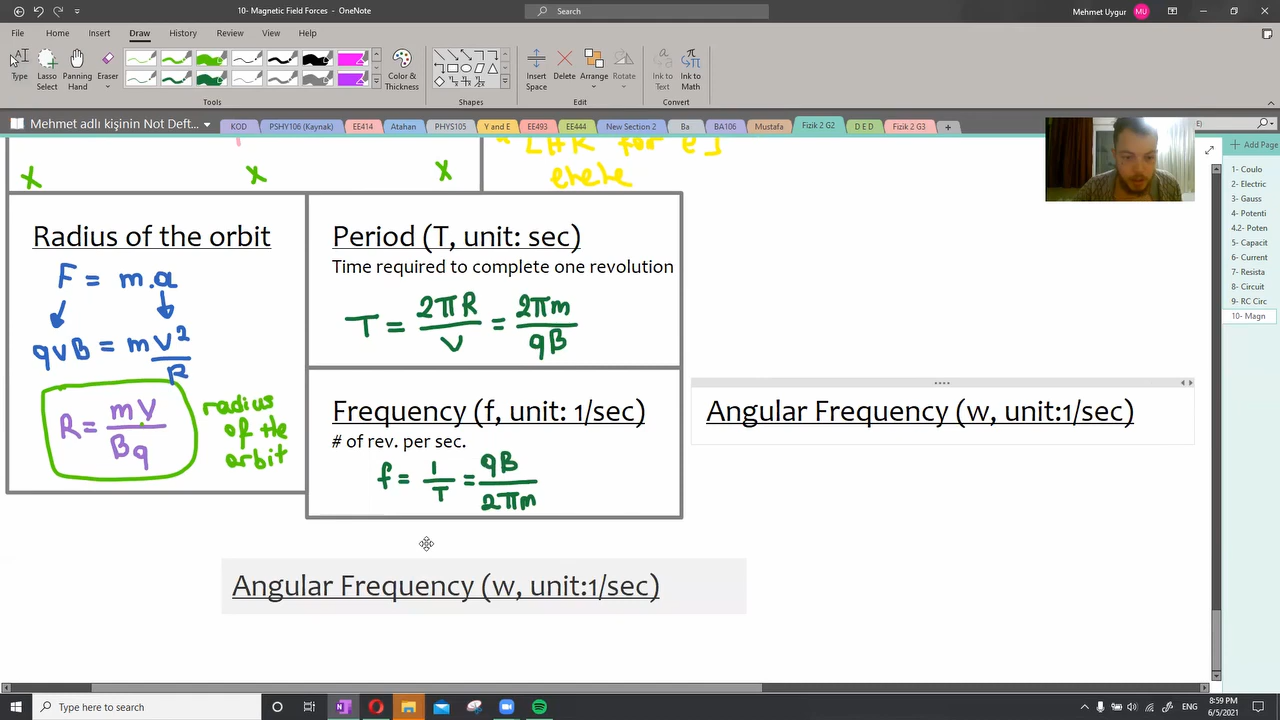 10- Magnetic Field Forces - OneNote
Search
Mehmet Uygur
MU
File Home Insert Draw History Review View Help
Type
Lasso Select
Panning Hand
Eraser
Color & Thickness
Insert Space
Delete
Arrange
Rotate
Ink to Text
Ink to Math
Tools
Shapes
Edit
Convert
Mehmet adlı kişinin Not Deft...
KOD PSHY106 (Kaynak) EE414 Atahan PHYS105 Y and E EE493 EE444 New Section 2 Ba BA106 Mustafa Fizik 2 G2 D E D Fizik 2 G3 +
E)
Add Page
1- Coulo
2- Electric
3- Gauss
4- Potenti
4.2- Poten
5- Capacit
6- Current
7- Resista
8- Circuit
9- RC Circ
10- Magn
x x x
Radius of the orbit
F = m.a
qVB = m V²/R
R = mV/Bq
radius
of the
orbit
Period (T, unit: sec)
Time required to complete one revolution
T = 2πR/V = 2πm/qB
Frequency (f, unit: 1/sec)
# of rev. per sec.
f = 1/T = qB/2πm
Angular Frequency (w, unit:1/sec)
Angular Frequency (w, unit:1/sec)
Type here to search
ENG
8:59 PM
6/5/2021